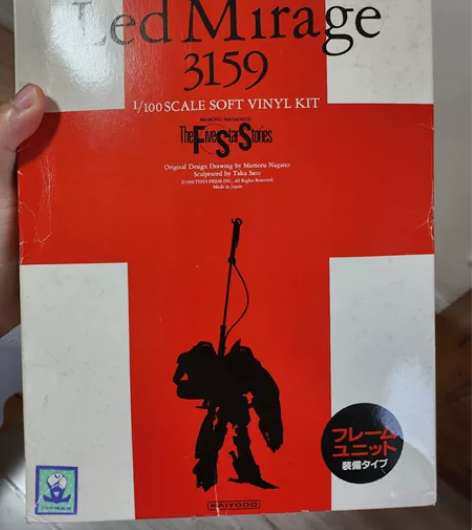 Led Mirage
3159
1/100 SCALE SOFT VINYL KIT
MAMORU NAGANO'S
The Five Star Stories
Original Design Drawing by Mamoru Nagano
Sculptured by Taku Sato
Made in Japan
フレーム
ユニット
装備タイプ
KAIYODO